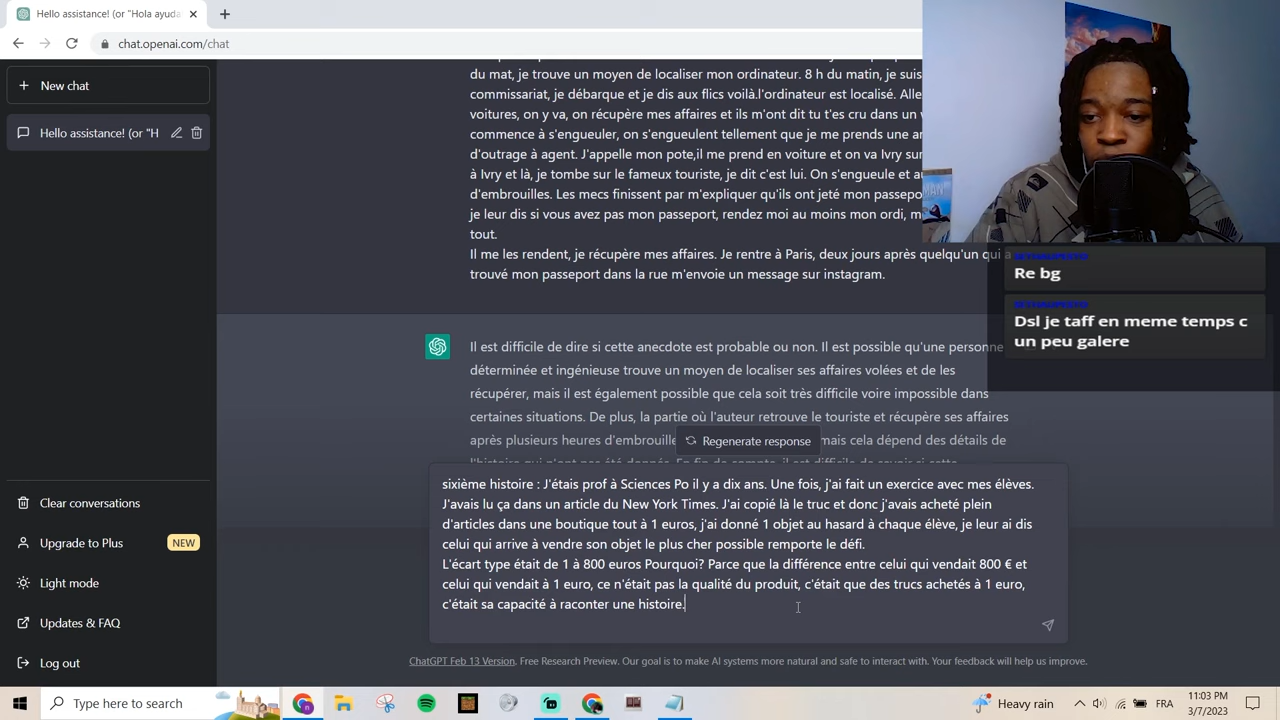 Hello assistance! (or "Hola ayuda
chat.openai.com/chat
New chat
Hello assistance! (or "H
du mat, je trouve un moyen de localiser mon ordinateur. 8 h du matin, je suis
commissariat, je débarque et je dis aux flics voilà.l'ordinateur est localisé. Alle
voitures, on y va, on récupère mes affaires et ils m'ont dit tu t'es cru dans un
commence à s'engueuler, on s'engueulent tellement que je me prends une a
d'outrage à agent. J'appelle mon pote,il me prend en voiture et on va Ivry sur
à Ivry et là, je tombe sur le fameux touriste, je dit c'est lui. On s'engueule et au
d'embrouilles. Les mecs finissent par m'expliquer qu'ils ont jeté mon passepo
je leur dis si vous avez pas mon passeport, rendez moi au moins mon ordi, m
tout.
Il me les rendent, je récupère mes affaires. Je rentre à Paris, deux jours après quelqu'un qui a
trouvé mon passeport dans la rue m'envoie un message sur instagram.
Re bg
Dsl je taff en meme temps c
un peu galere
Il est difficile de dire si cette anecdote est probable ou non. Il est possible qu'une personne
déterminée et ingénieuse trouve un moyen de localiser ses affaires volées et de les
récupérer, mais il est également possible que cela soit très difficile voire impossible dans
certaines situations. De plus, la partie où l'auteur retrouve le touriste et récupère ses affaires
après plusieurs heures d'embrouille mais cela dépend des détails de
Regenerate response
sixième histoire : J'étais prof à Sciences Po il y a dix ans. Une fois, j'ai fait un exercice avec mes élèves.
J'avais lu ça dans un article du New York Times. J'ai copié là le truc et donc j'avais acheté plein
d'articles dans une boutique tout à 1 euros, j'ai donné 1 objet au hasard à chaque élève, je leur ai dis
celui qui arrive à vendre son objet le plus cher possible remporte le défi.
L'écart type était de 1 à 800 euros Pourquoi? Parce que la différence entre celui qui vendait 800 € et
celui qui vendait à 1 euro, ce n'était pas la qualité du produit, c'était que des trucs achetés à 1 euro,
c'était sa capacité à raconter une histoire.
Clear conversations
Upgrade to Plus
NEW
Light mode
Updates & FAQ
Log out
ChatGPT Feb 13 Version. Free Research Preview. Our goal is to make AI systems more natural and safe to interact with. Your feedback will help us improve.
Type here to search
Heavy rain
FRA
11:03 PM
3/7/2023